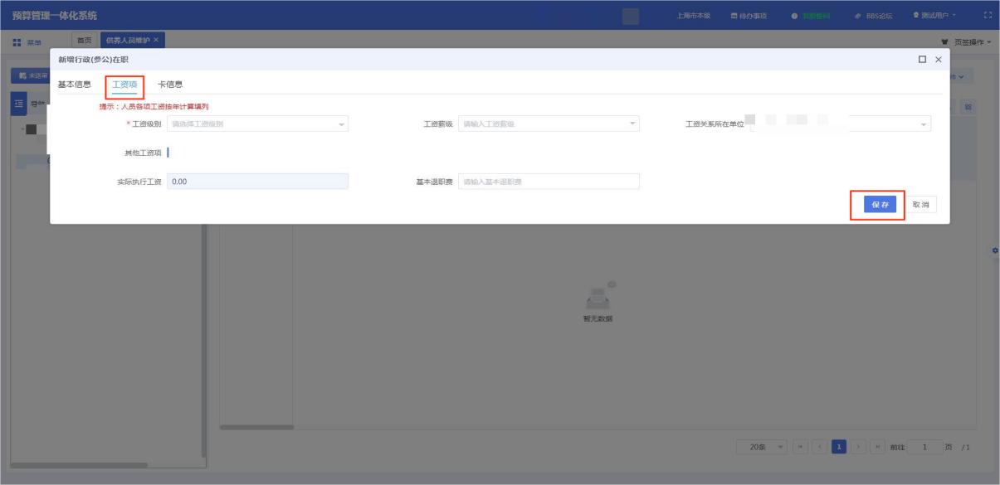 预算管理一体化系统
上海市本级 待办事项 BBS论坛 测试用户
菜单 首页 供养人员维护 × 页签操作
新增行政(参公)在职
未送审
基本信息 工资项 卡信息
导航
提示：人员各项工资按年计算填列
* 工资级别 请选择工资级别 工资薪级 请输入工资薪级 工资关系所在单位
其他工资项
实际执行工资 0.00 基本退职费 请输入基本退职费
保存 取消
暂无数据
20条 1 前往 1 页 /1